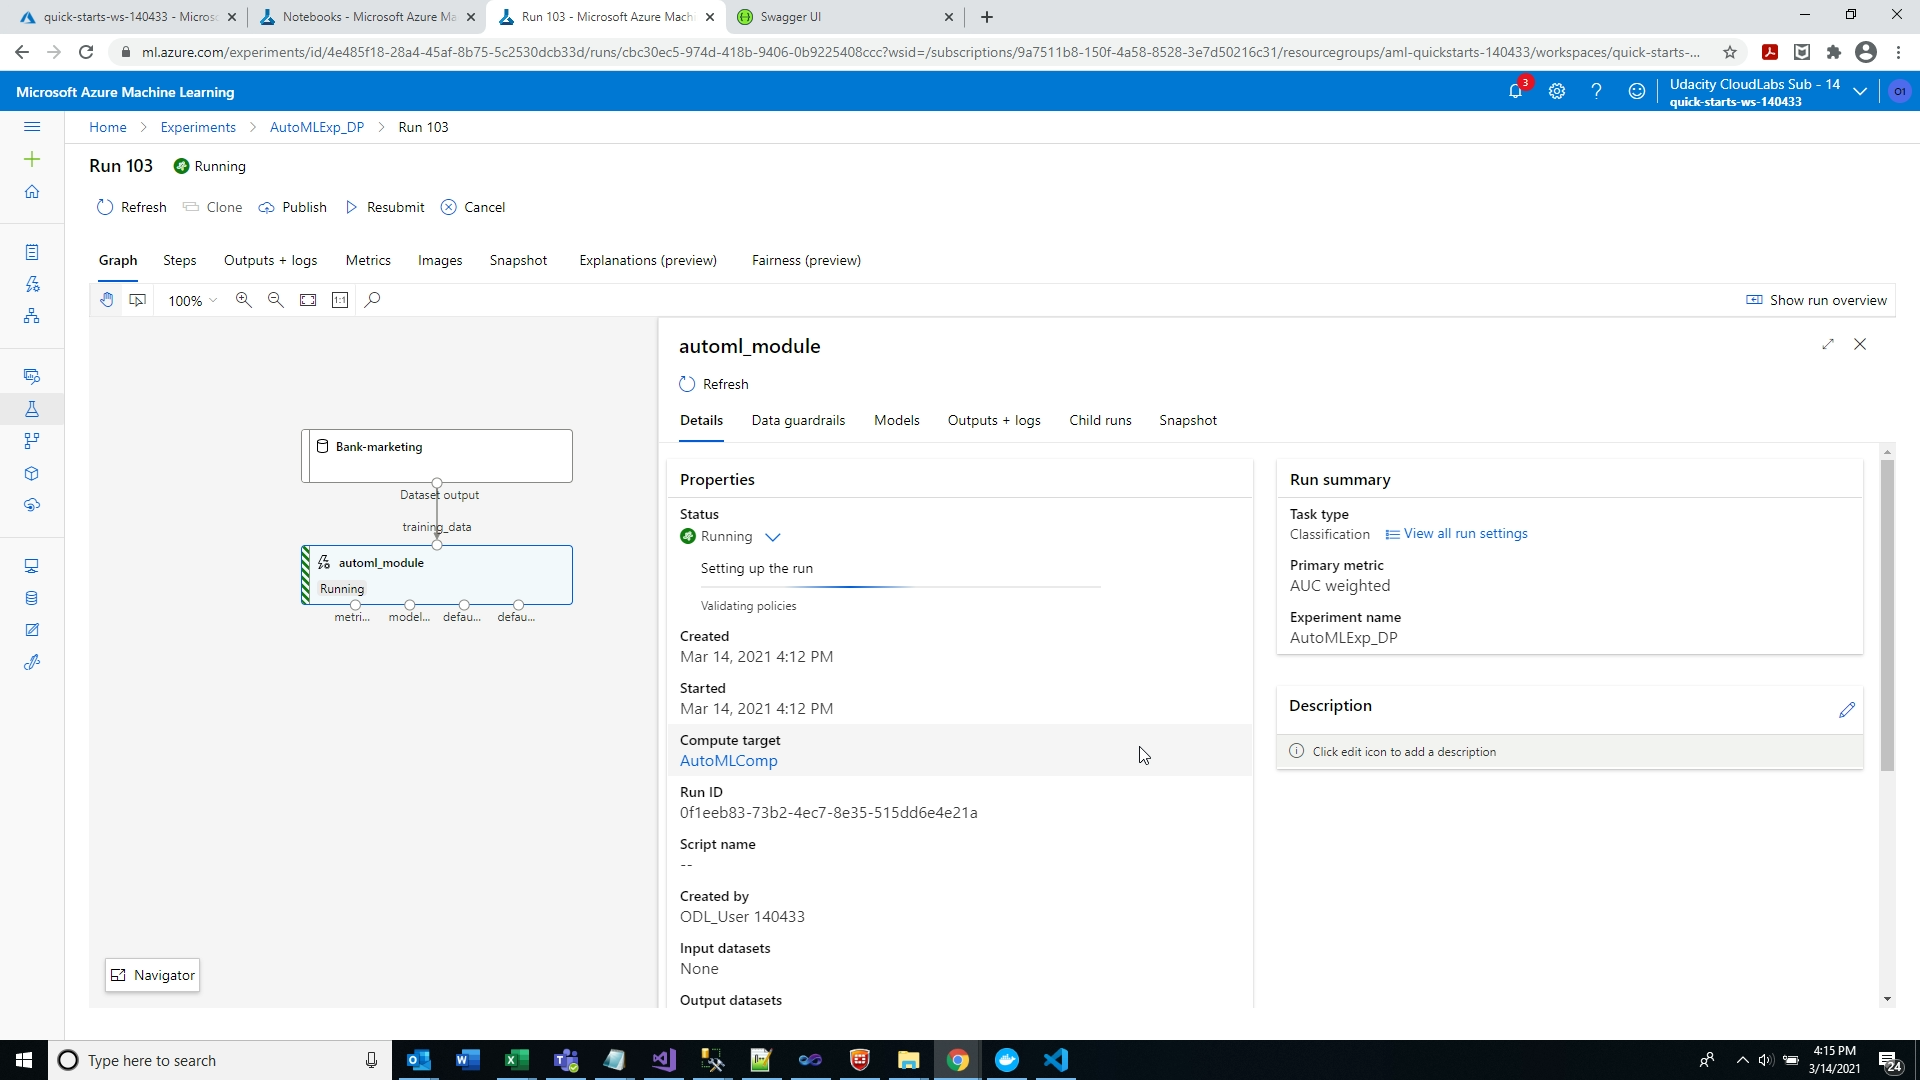 quick-starts-ws-140433 - Micros
Notebooks - Microsoft Azure Ma
Run 103 - Microsoft Azure Machi
Swagger UI
ml.azure.com/experiments/id/4e485f18-28a4-45af-8b75-5c2530dcb33d/runs/cbc30ec5-974d-418b-9406-0b9225408ccc?wsid=/subscriptions/9a7511b8-150f-4a58-8528-3e7d50216c31/resourcegroups/aml-quickstarts-140433/workspaces/quick-starts-...
Microsoft Azure Machine Learning
3
Udacity CloudLabs Sub - 14
quick-starts-ws-140433
O1
Home > Experiments > AutoMLExp_DP > Run 103
Run 103 Running
Refresh Clone Publish Resubmit Cancel
Graph Steps Outputs + logs Metrics Images Snapshot Explanations (preview) Fairness (preview)
100% 1:1 Show run overview
Bank-marketing
Dataset output
training_data
automl_module
Running
metri... model... defau... defau...
Navigator
automl_module
Refresh
Details Data guardrails Models Outputs + logs Child runs Snapshot
Properties
Status
Running
Setting up the run
Validating policies
Created
Mar 14, 2021 4:12 PM
Started
Mar 14, 2021 4:12 PM
Compute target
AutoMLComp
Run ID
0f1eeb83-73b2-4ec7-8e35-515dd6e4e21a
Script name
--
Created by
ODL_User 140433
Input datasets
None
Output datasets
Run summary
Task type
Classification View all run settings
Primary metric
AUC weighted
Experiment name
AutoMLExp_DP
Description
Click edit icon to add a description
Type here to search
4:15 PM
3/14/2021
24